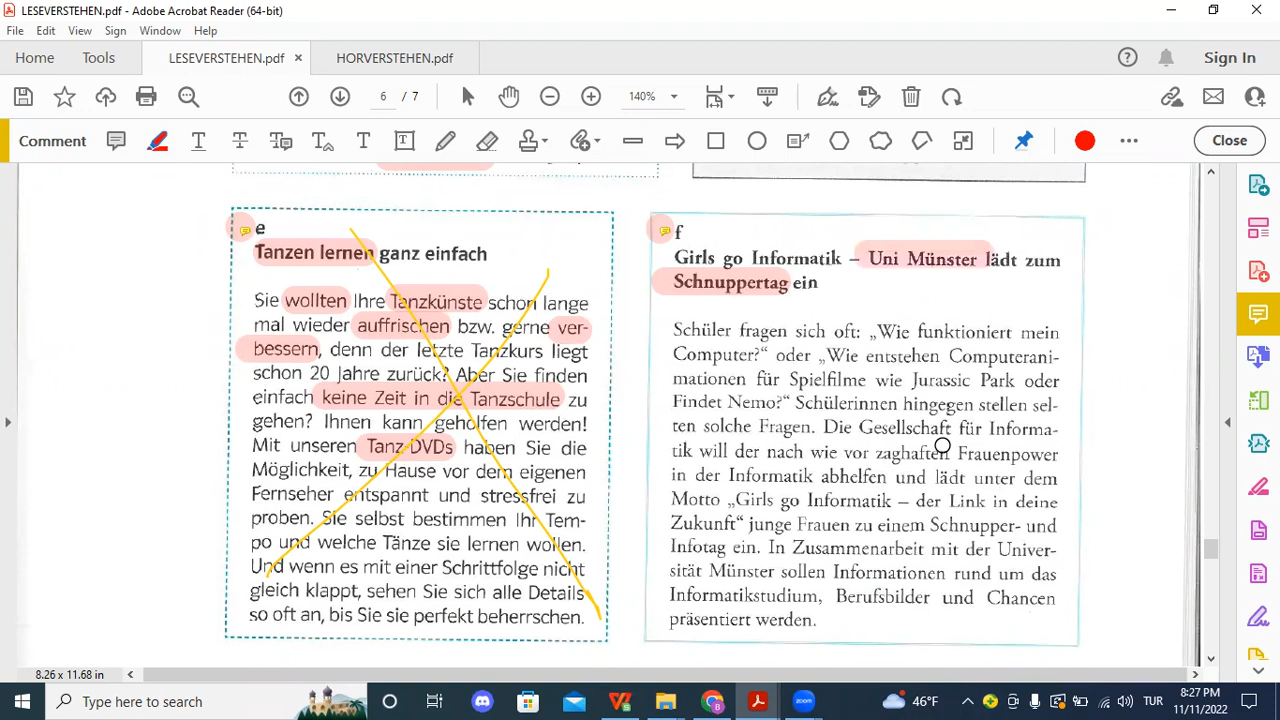 LESEVERSTEHEN.pdf - Adobe Acrobat Reader (64-bit)
File Edit View Sign Window Help
Home Tools LESEVERSTEHEN.pdf HORVERSTEHEN.pdf Sign In
6 / 7 140%
Comment Close
e
Tanzen lernen ganz einfach
Sie wollten Ihre Tanzkünste schon lange
mal wieder auffrischen bzw. gerne ver-
bessern, denn der letzte Tanzkurs liegt
schon 20 Jahre zurück? Aber Sie finden
einfach keine Zeit in die Tanzschule zu
gehen? Ihnen kann geholfen werden!
Mit unseren Tanz-DVDs haben Sie die
Möglichkeit, zu Hause vor dem eigenen
Fernseher entspannt und stressfrei zu
proben. Sie selbst bestimmen Ihr Tem-
po und welche Tänze sie lernen wollen.
Und wenn es mit einer Schrittfolge nicht
gleich klappt, sehen Sie sich alle Details
so oft an, bis Sie sie perfekt beherrschen.
f
Girls go Informatik – Uni Münster lädt zum
Schnuppertag ein
Schüler fragen sich oft: „Wie funktioniert mein
Computer?“ oder „Wie entstehen Computerani-
mationen für Spielfilme wie Jurassic Park oder
Findet Nemo?“ Schülerinnen hingegen stellen sel-
ten solche Fragen. Die Gesellschaft für Informa-
tik will der nach wie vor zaghaften Frauenpower
in der Informatik abhelfen und lädt unter dem
Motto „Girls go Informatik – der Link in deine
Zukunft“ junge Frauen zu einem Schnupper- und
Infotag ein. In Zusammenarbeit mit der Univer-
sität Münster sollen Informationen rund um das
Informatikstudium, Berufsbilder und Chancen
präsentiert werden.
8.26 x 11.68 in
Type here to search
46°F
TUR
8:27 PM
11/11/2022